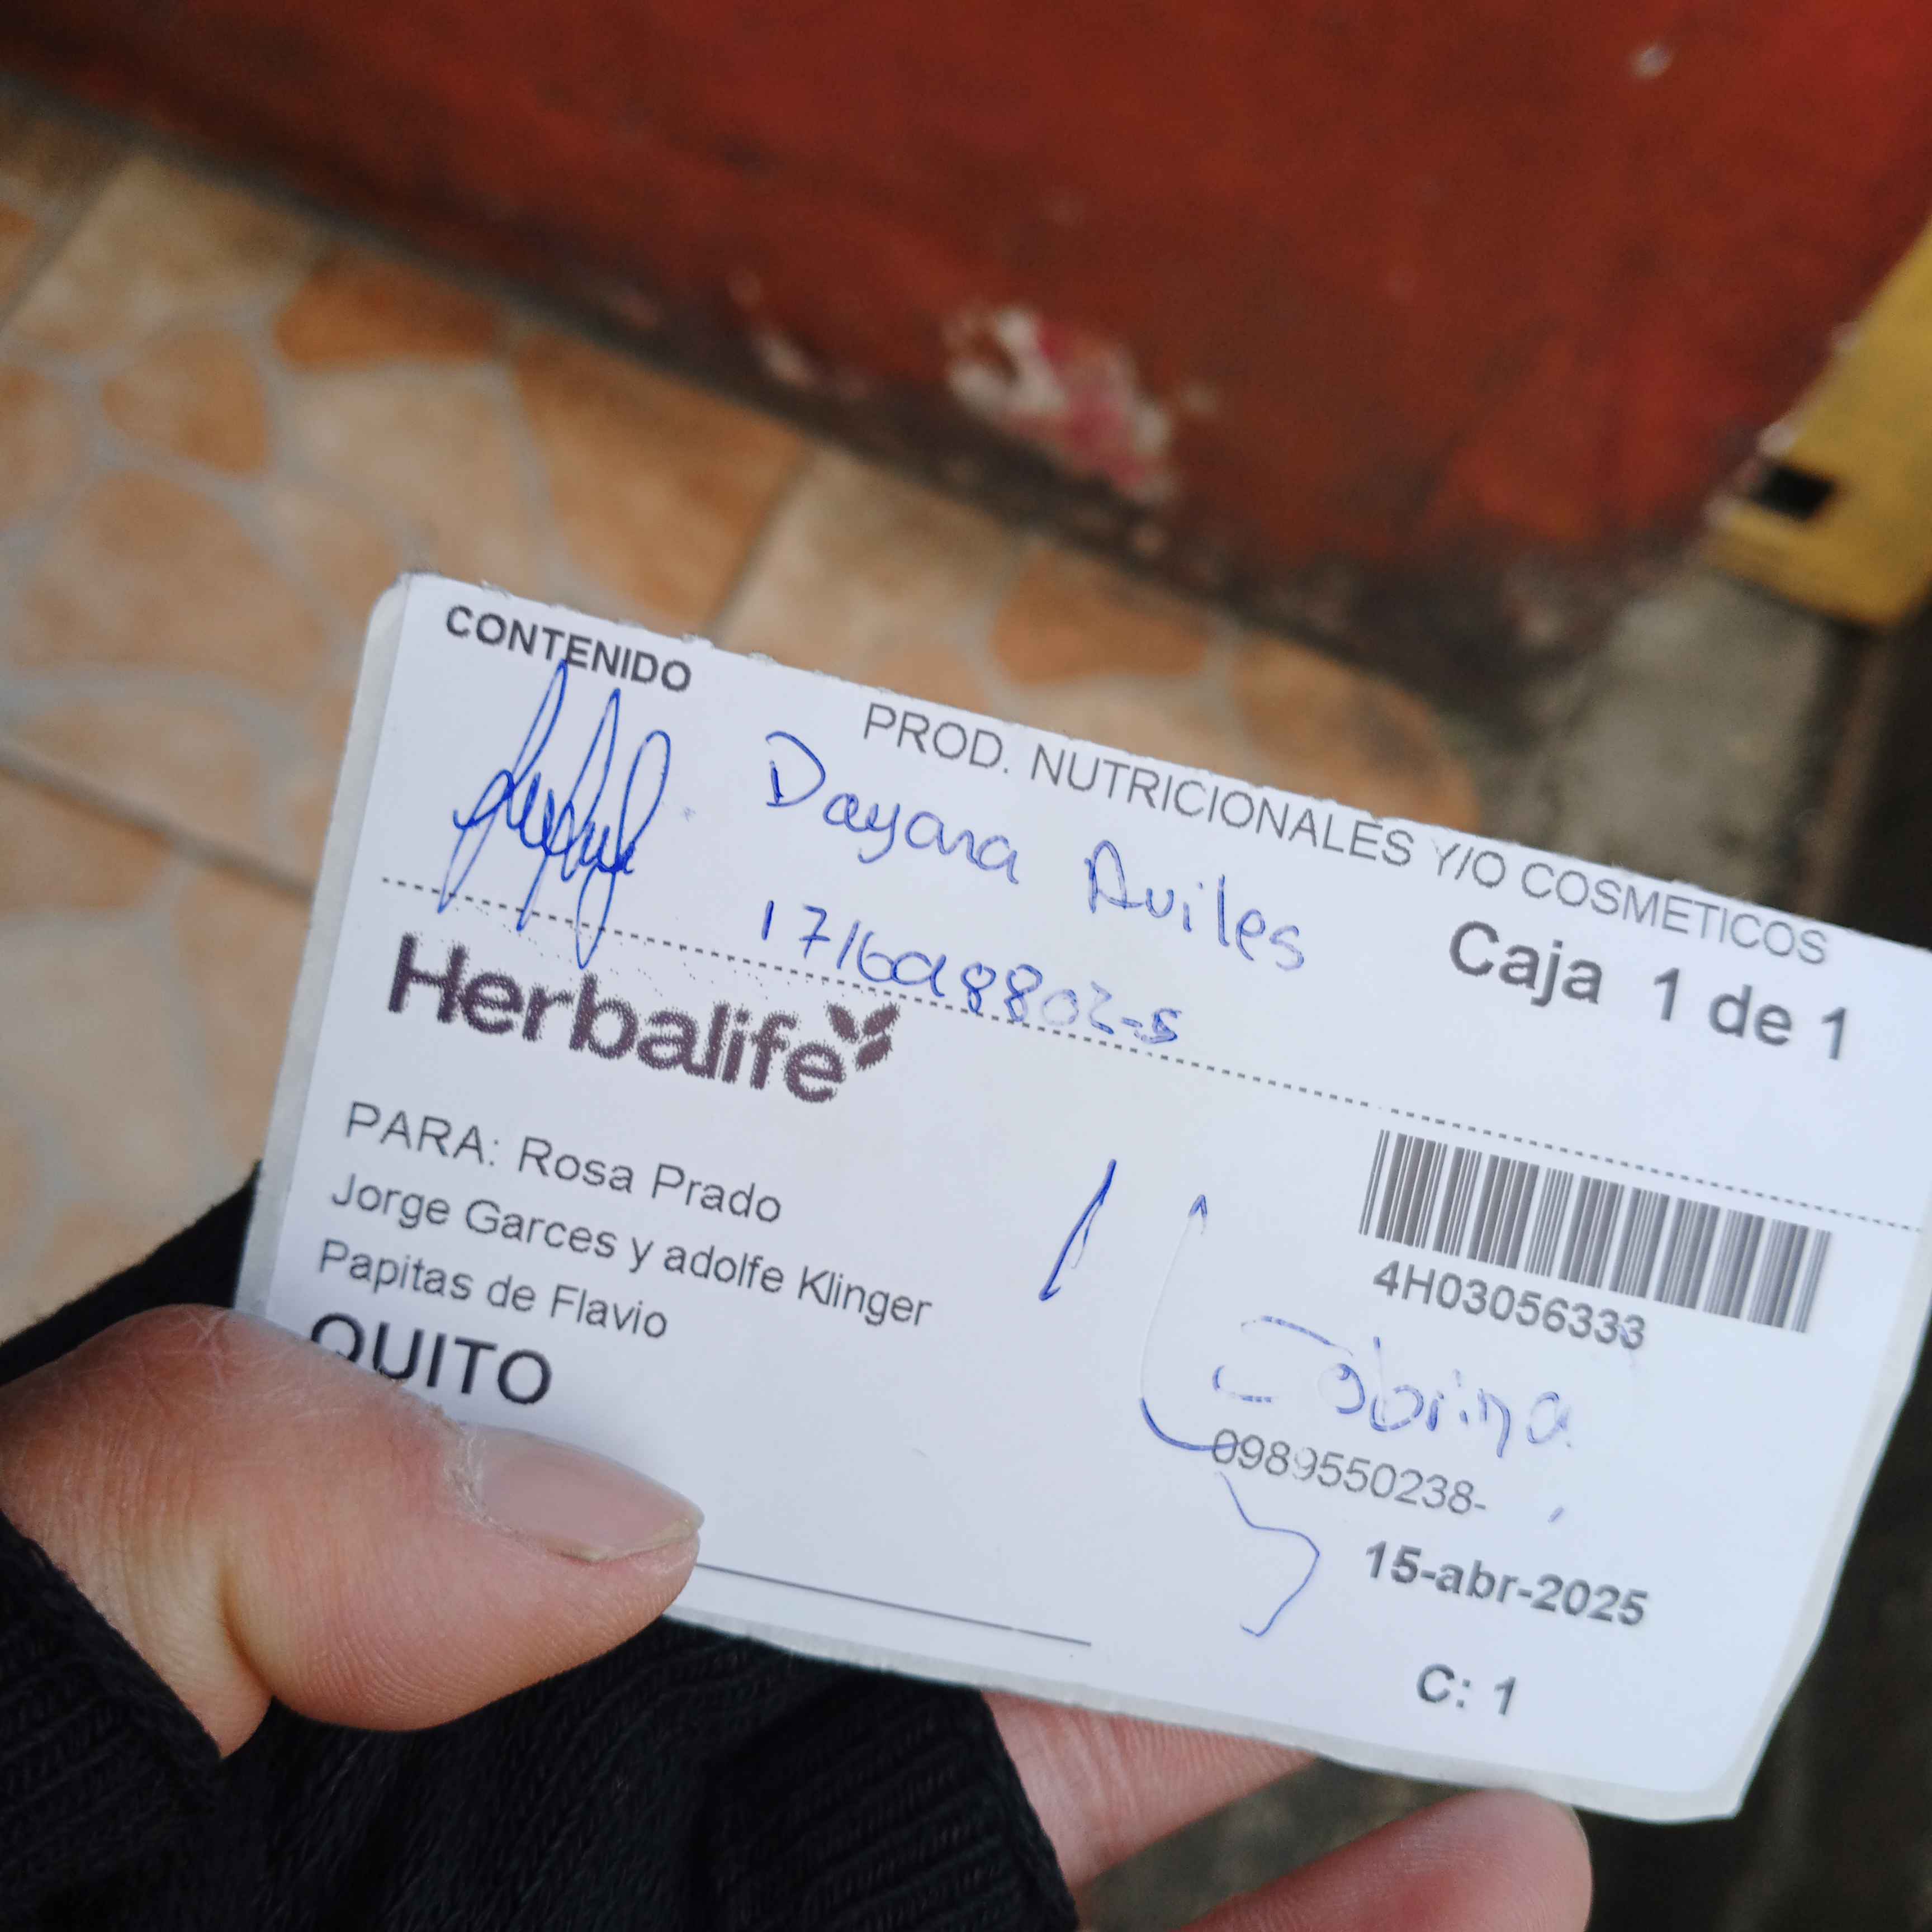 CONTENIDO
PROD. NUTRICIONALES Y/O COSMETICOS
Dayana Aviles
Caja 1 de 1
Herbalife
PARA: Rosa Prado
Jorge Garces y adolfe Klinger
Papitas de Flavio
QUITO
4H03056333
0989550238-
15-abr-2025
C: 1